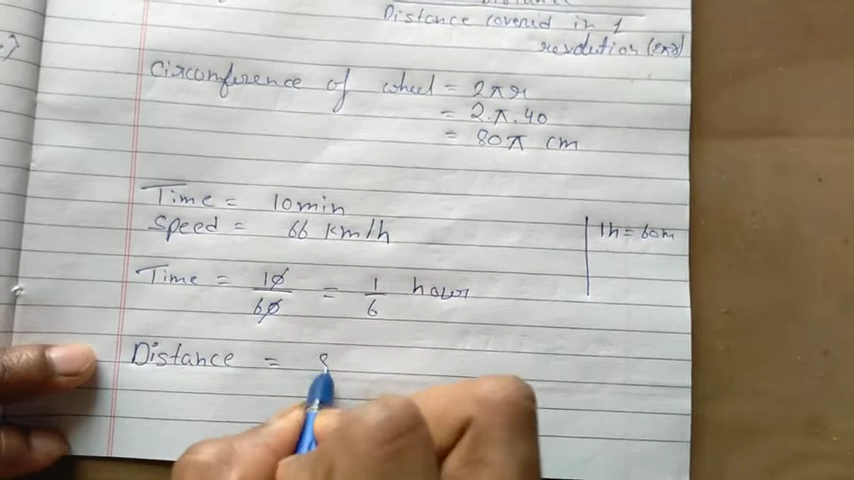 Distance covered in 1
revolution (2πr)
Circumference of wheel = 2πr
= 2.π.40
= 80π cm
Time = 10min
Speed = 66 km/h
1h = 60m
Time = 10/60 = 1/6 hour
Distance =